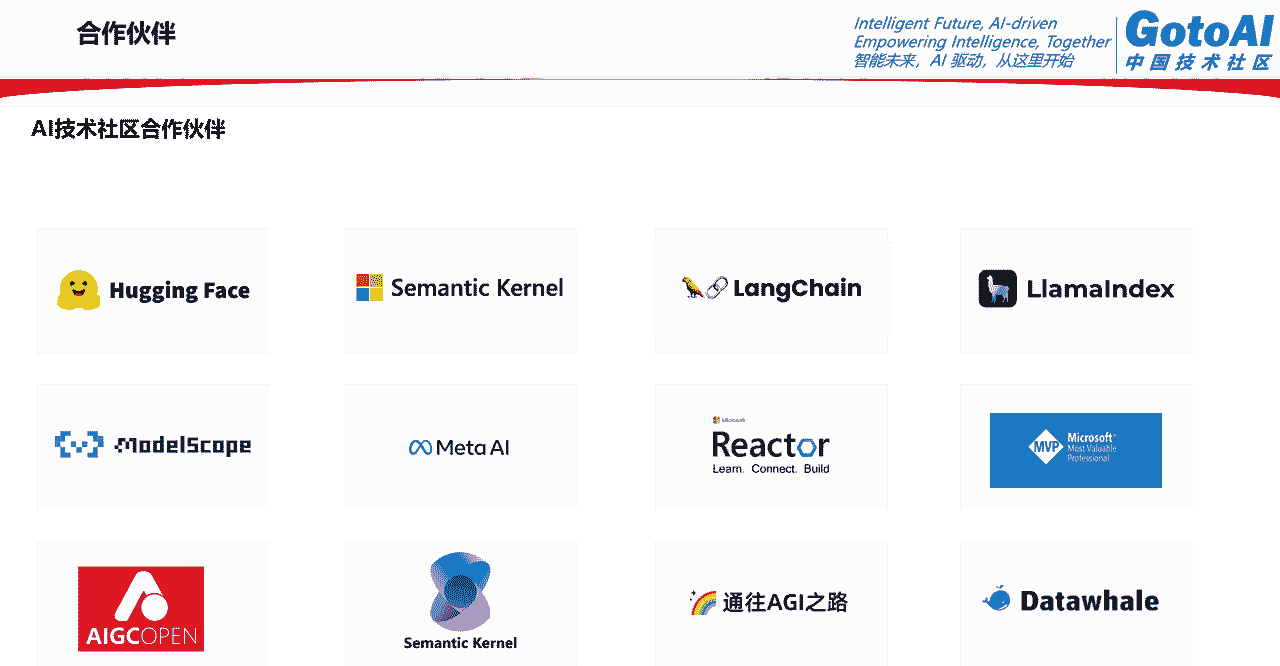 合作伙伴
Intelligent Future, AI-driven
Empowering Intelligence, Together
智能未来，AI 驱动，从这里开始
GotoAI
中国技术社区
AI技术社区合作伙伴
Hugging Face
Semantic Kernel
LangChain
LlamaIndex
ModelScope
Meta AI
Microsoft
Reactor
Learn. Connect. Build
MVP
Microsoft®
Most Valuable
Professional
AIGCOPEN
Semantic Kernel
通往AGI之路
Datawhale